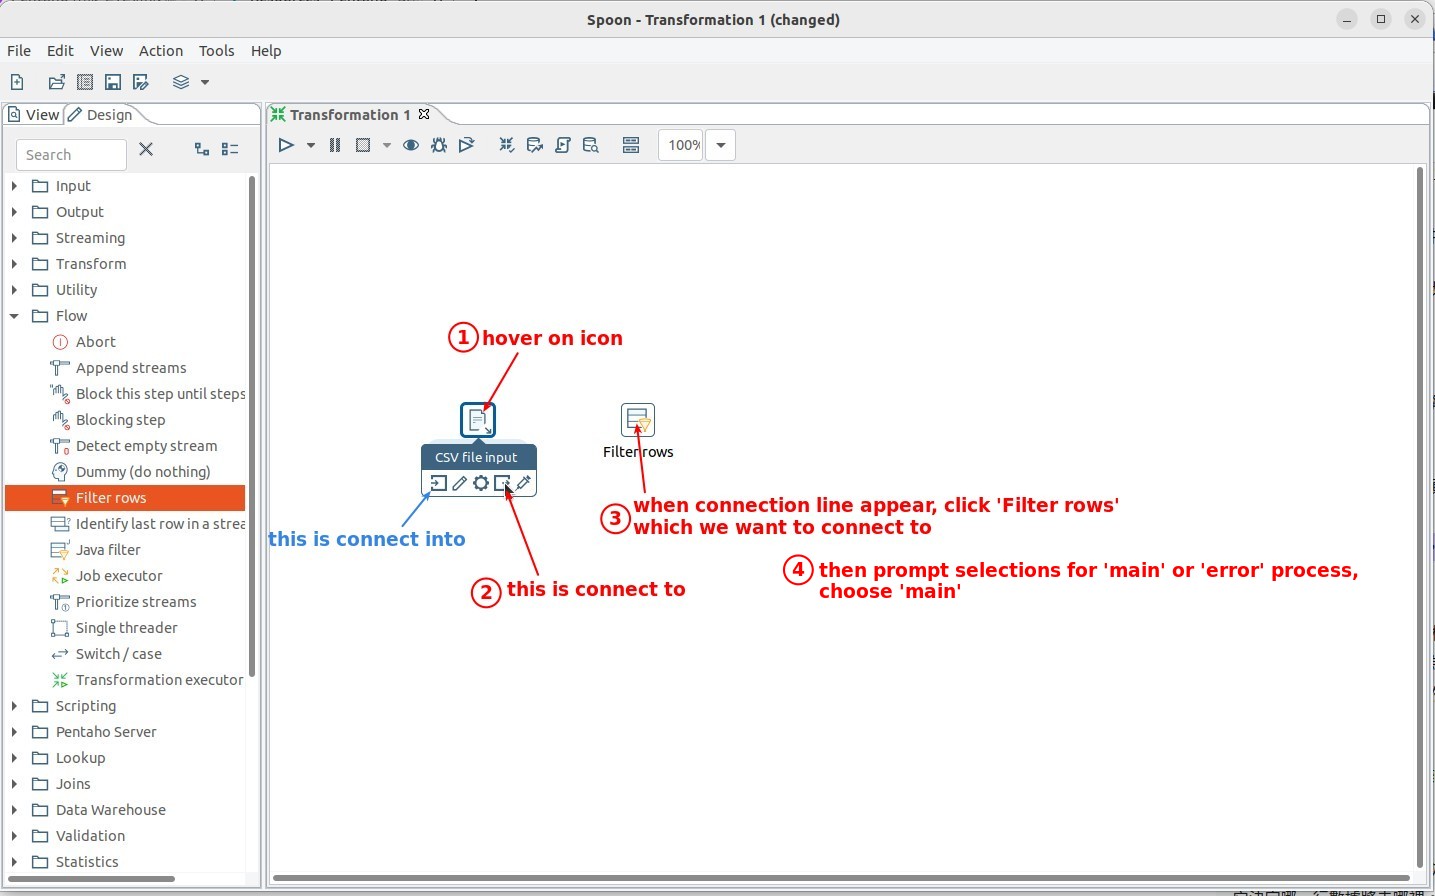 Spoon - Transformation 1 (changed)
File Edit View Action Tools Help
View Design
Transformation 1
Search
100%
Input
Output
Streaming
Transform
Utility
Flow
Abort
Append streams
Block this step until steps
Blocking step
Detect empty stream
Dummy (do nothing)
Filter rows
Identify last row in a strea
Java filter
Job executor
Prioritize streams
Single threader
Switch / case
Transformation executor
Scripting
Pentaho Server
Lookup
Joins
Data Warehouse
Validation
Statistics
1 hover on icon
CSV file input
Filter rows
this is connect into
2 this is connect to
3 when connection line appear, click 'Filter rows'
which we want to connect to
4 then prompt selections for 'main' or 'error' process,
choose 'main'